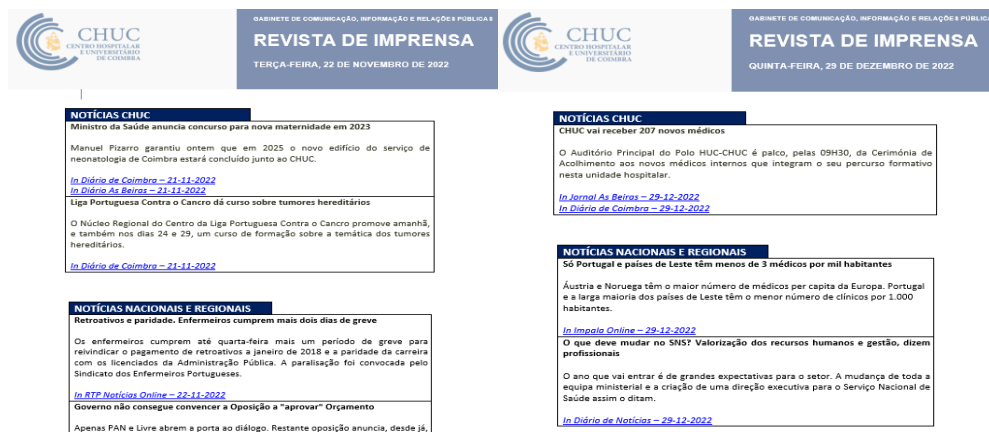 CHUC
CENTRO HOSPITALAR
E UNIVERSITÁRIO
DE COIMBRA
GABINETE DE COMUNICAÇÃO, INFORMAÇÃO E RELAÇÕES PÚBLICAS
REVISTA DE IMPRENSA
TERÇA-FEIRA, 22 DE NOVEMBRO DE 2022
NOTÍCIAS CHUC
Ministro da Saúde anuncia concurso para nova maternidade em 2023
Manuel Pizarro garantiu ontem que em 2025 o novo edifício do serviço de
neonatologia de Coimbra estará concluído junto ao CHUC.
In Diário de Coimbra – 21-11-2022
In Diário As Beiras – 21-11-2022
Liga Portuguesa Contra o Cancro dá curso sobre tumores hereditários
O Núcleo Regional do Centro da Liga Portuguesa Contra o Cancro promove amanhã,
e também nos dias 24 e 29, um curso de formação sobre a temática dos tumores
hereditários.
In Diário de Coimbra – 21-11-2022
NOTÍCIAS NACIONAIS E REGIONAIS
Retroativos e paridade. Enfermeiros cumprem mais dois dias de greve
Os enfermeiros cumprem até quarta-feira mais um período de greve para
reivindicar o pagamento de retroativos a janeiro de 2018 e a paridade da carreira
com os licenciados da Administração Pública. A paralisação foi convocada pelo
Sindicato dos Enfermeiros Portugueses.
In RTP Notícias Online – 22-11-2022
Governo não consegue convencer a Oposição a "aprovar" Orçamento
Apenas PAN e Livre abrem a porta ao diálogo. Restante oposição anuncia, desde já,
CHUC
CENTRO HOSPITALAR
E UNIVERSITÁRIO
DE COIMBRA
GABINETE DE COMUNICAÇÃO, INFORMAÇÃO E RELAÇÕES PÚBLICA
REVISTA DE IMPRENSA
QUINTA-FEIRA, 29 DE DEZEMBRO DE 2022
NOTÍCIAS CHUC
CHUC vai receber 207 novos médicos
O Auditório Principal do Polo HUC-CHUC é palco, pelas 09H30, da Cerimónia de
Acolhimento aos novos médicos internos que integram o seu percurso formativo
nesta unidade hospitalar.
In Jornal As Beiras – 29-12-2022
In Diário de Coimbra – 29-12-2022
NOTÍCIAS NACIONAIS E REGIONAIS
Só Portugal e países de Leste têm menos de 3 médicos por mil habitantes
Áustria e Noruega têm o maior número de médicos per capita da Europa. Portugal
e a larga maioria dos países de Leste têm o menor número de clínicos por 1.000
habitantes.
In Impala Online – 29-12-2022
O que deve mudar no SNS? Valorização dos recursos humanos e gestão, dizem
profissionais
O ano que vai entrar é de grandes expectativas para o setor. A mudança de toda a
equipa ministerial e a criação de uma direção executiva para o Serviço Nacional de
Saúde assim o ditam.
In Diário de Notícias – 29-12-2022